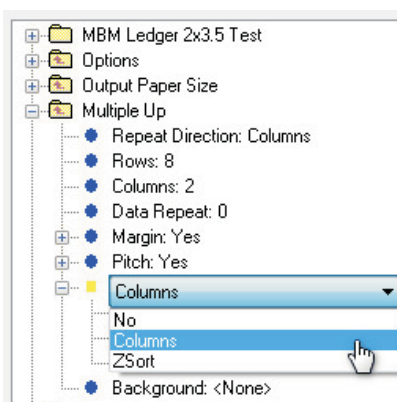 MBM Ledger 2x3.5 Test
Options
Output Paper Size
Multiple Up
Repeat Direction: Columns
Rows: 8
Columns: 2
Data Repeat: 0
Margin: Yes
Pitch: Yes
Columns
No
Columns
ZSort
Background: <None>